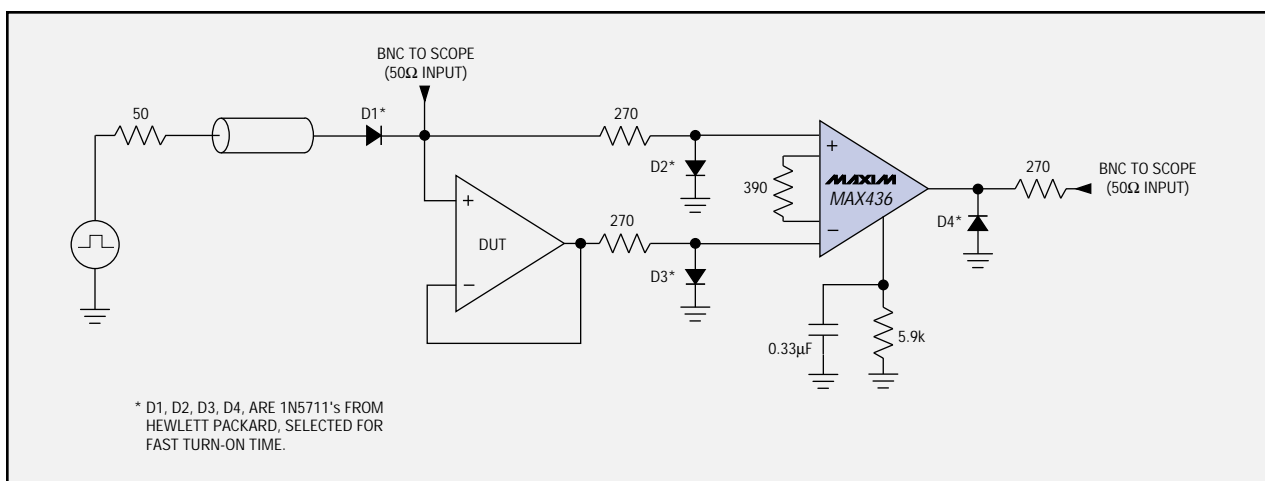 BNC TO SCOPE
(50Ω INPUT)
50
D1*
270
D2*
390
+
−
MAXIM
MAX436
270
BNC TO SCOPE
(50Ω INPUT)
D4*
+
−
DUT
270
D3*
0.33µF
5.9k
* D1, D2, D3, D4, ARE 1N5711's FROM
HEWLETT PACKARD, SELECTED FOR
FAST TURN-ON TIME.